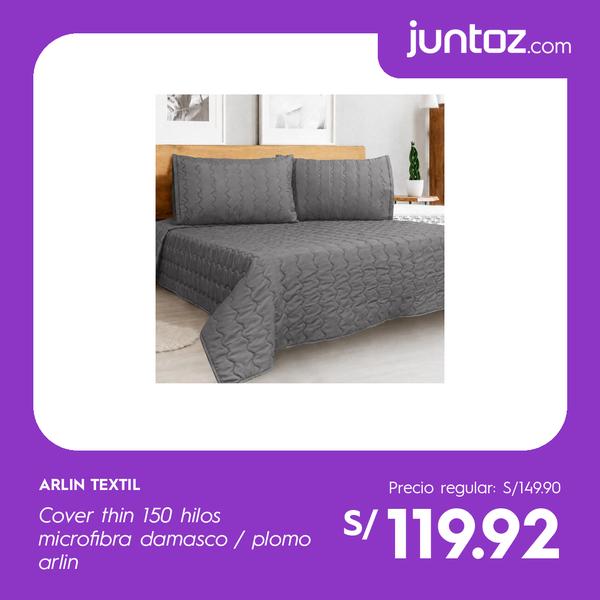 juntoz.com
ARLIN TEXTIL
Cover thin 150 hilos
microfibra damasco / plomo
arlin
Precio regular: S/149.90
S/119.92